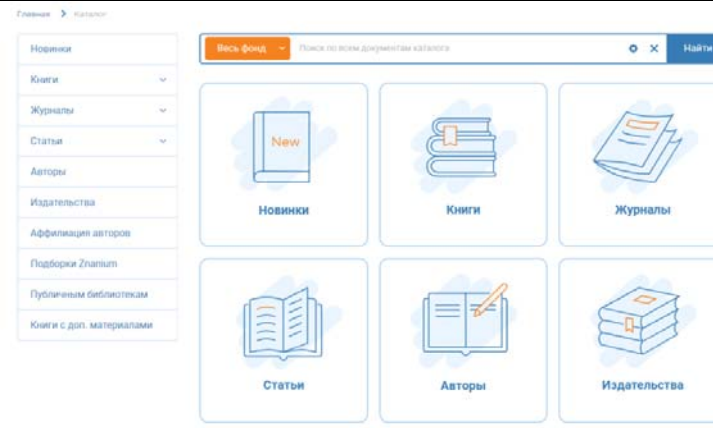 Главная > Каталог
Новинки
Книги
Журналы
Статьи
Авторы
Издательства
Аффилиация авторов
Подборки Znanium
Публичным библиотекам
Книги с доп. материалами
Весь фонд
Поиск по всем документам каталога
Найти
New
Новинки
Книги
Журналы
Статьи
Авторы
Издательства